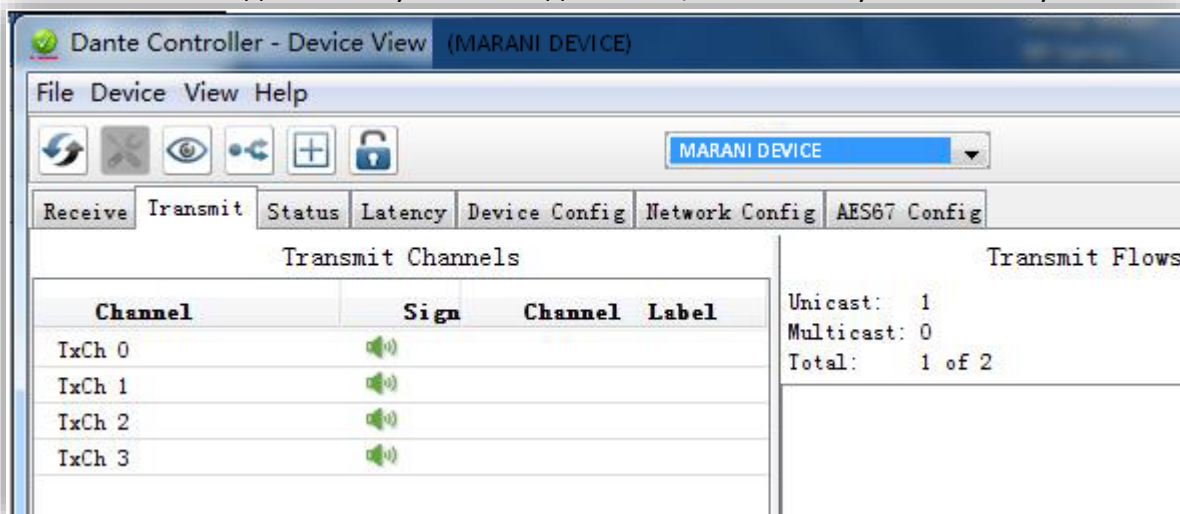 Dante Controller - Device View (MARANI DEVICE)
File Device View Help
MARANI DEVICE
Receive Transmit Status Latency Device Config Network Config AES67 Config
Transmit Channels
Channel Sign Channel Label
TxCh 0
TxCh 1
TxCh 2
TxCh 3
Transmit Flows
Unicast: 1
Multicast: 0
Total: 1 of 2